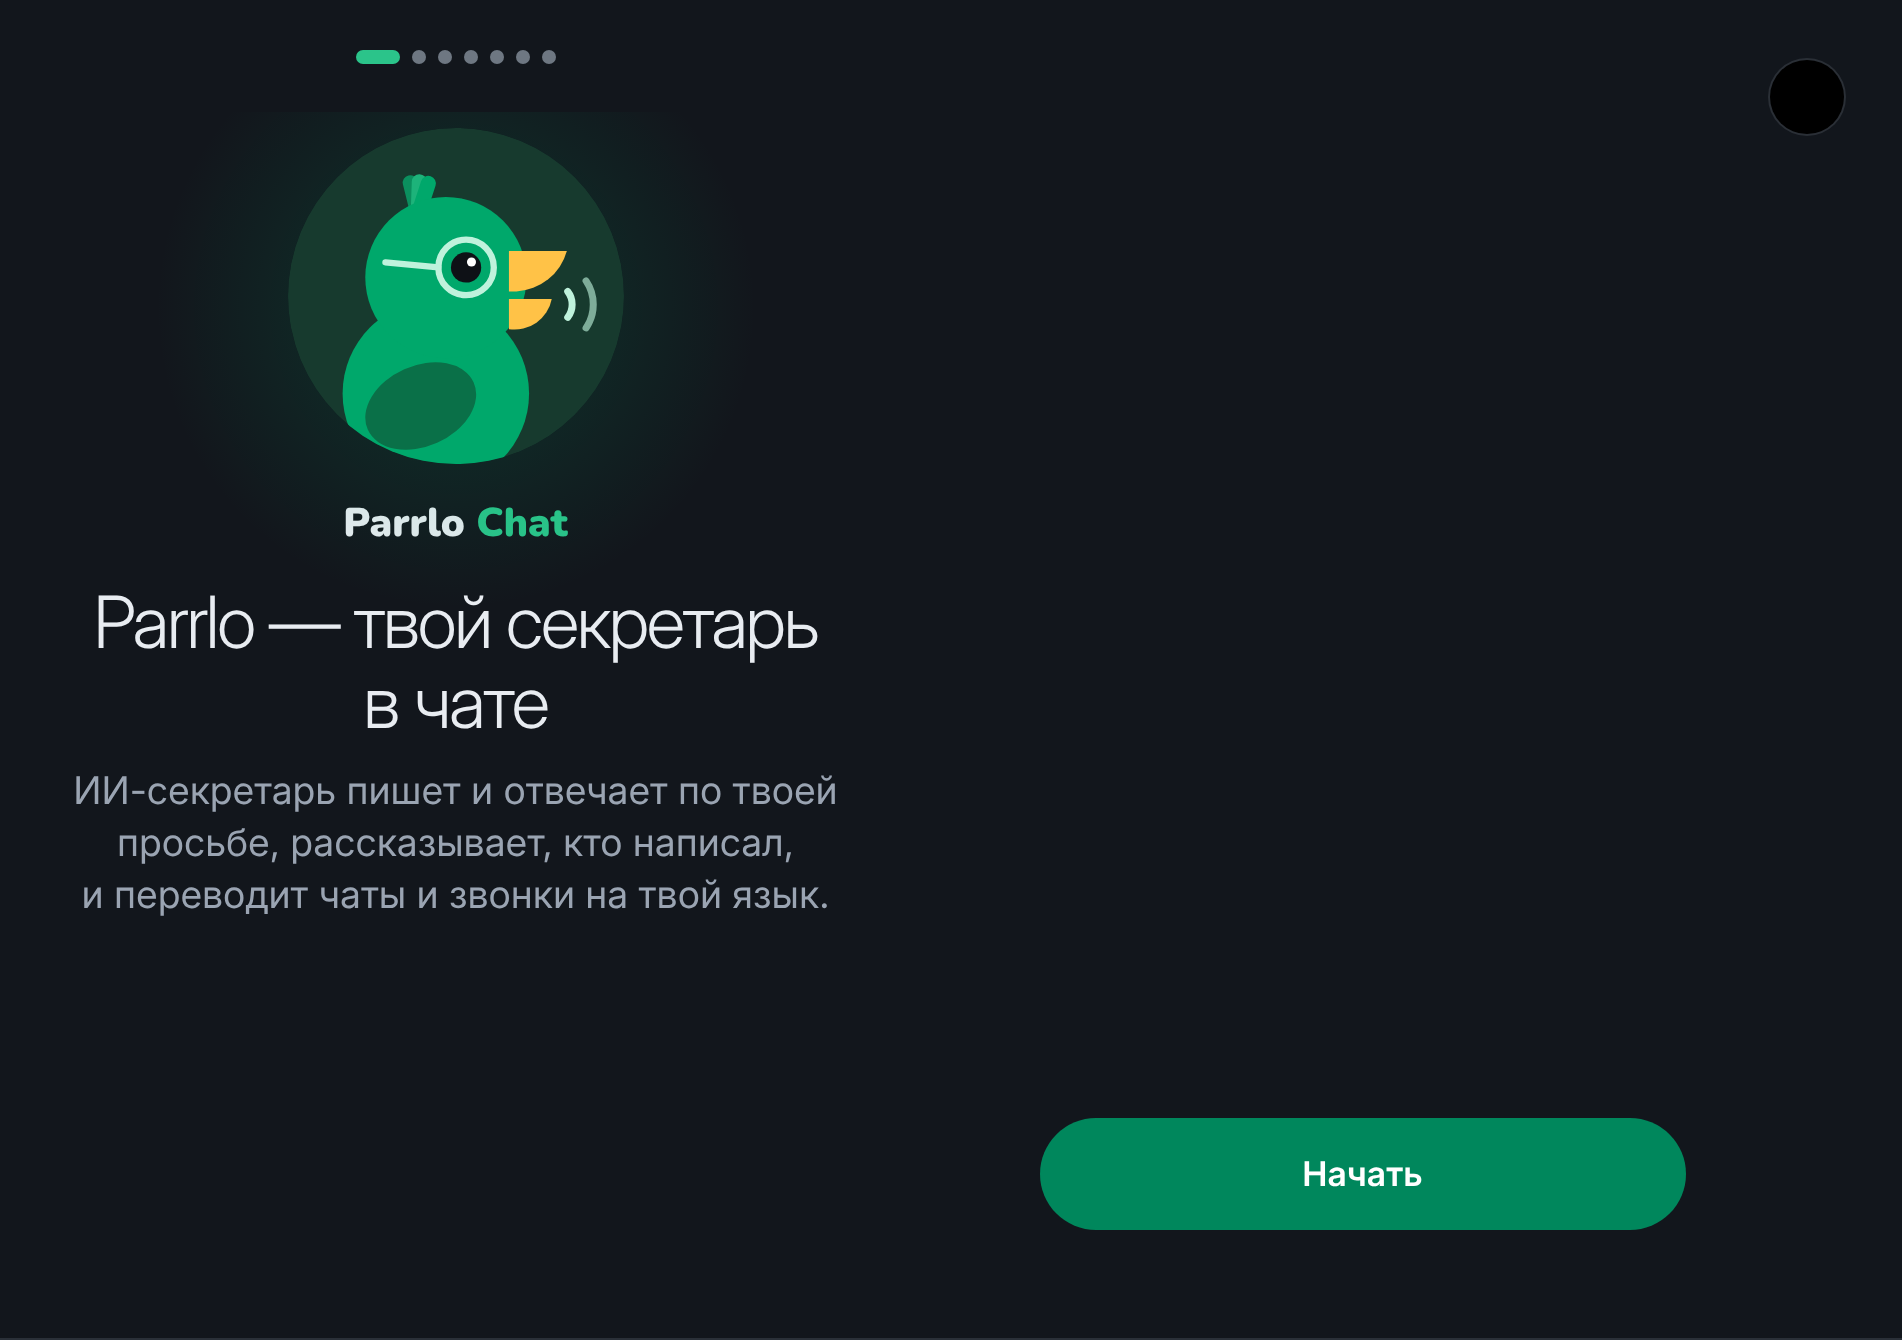 Parrlo Chat
Parrlo — твой секретарь
в чате
ИИ-секретарь пишет и отвечает по твоей
просьбе, рассказывает, кто написал,
и переводит чаты и звонки на твой язык.
Начать